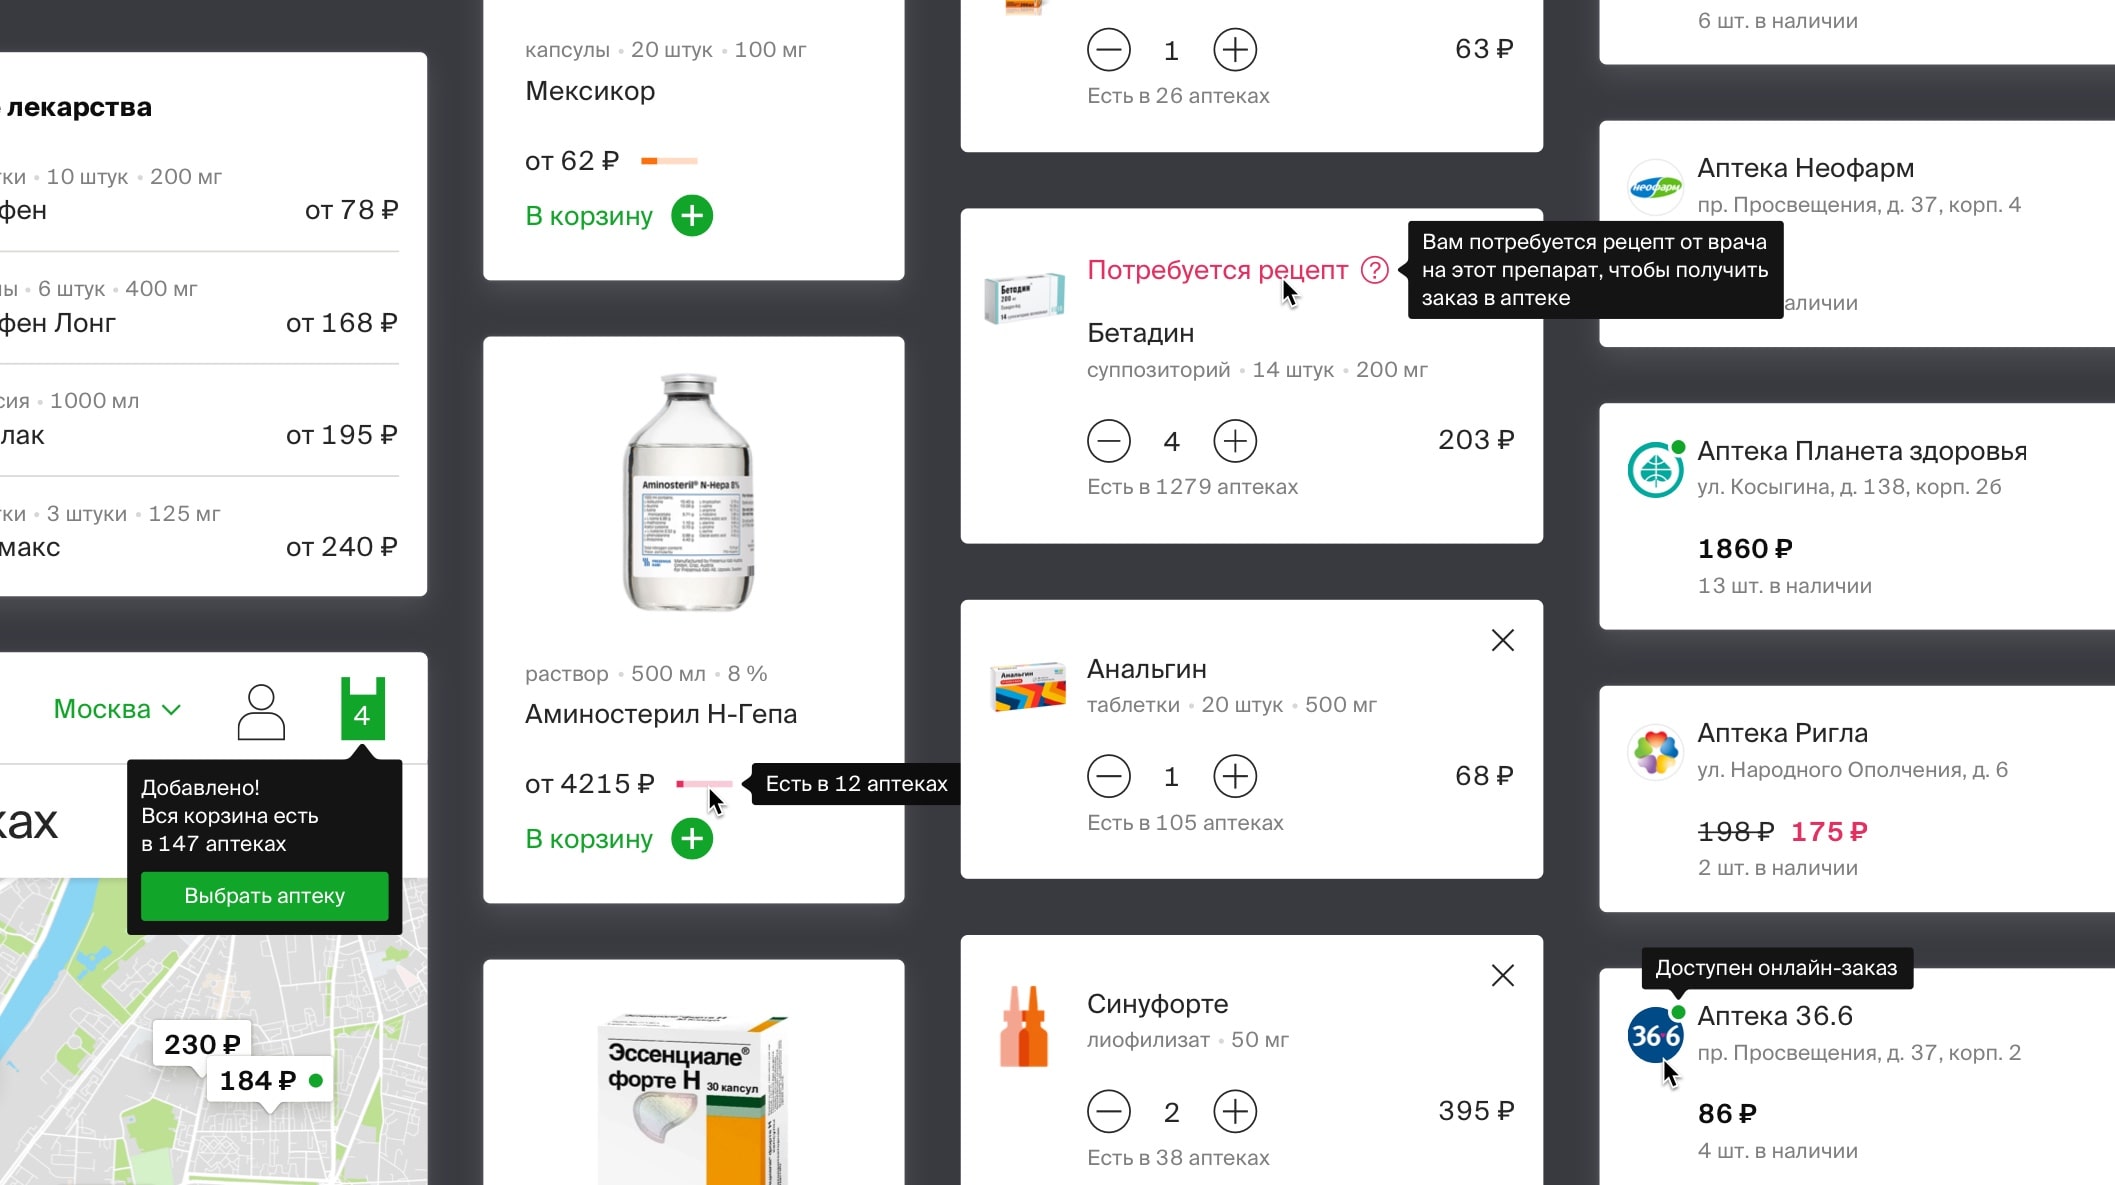 лекарства
10 штук • 200 мг
от 78 ₽
6 штук • 400 мг
фен Лонг
от 168 ₽
1000 мл
лак
от 195 ₽
3 штуки • 125 мг
макс
от 240 ₽
Москва
4
Добавлено!
Вся корзина есть
в 147 аптеках
Выбрать аптеку
230 ₽
184 ₽
капсулы • 20 штук • 100 мг
Мексикор
от 62 ₽
В корзину
Aminosteril® N-Hepa 8%
раствор • 500 мл • 8 %
Аминостерил Н-Гепа
от 4215 ₽
Есть в 12 аптеках
В корзину
Эссенциале®
форте Н 30 капсул
1
63 ₽
Есть в 26 аптеках
Потребуется рецепт ?
Вам потребуется рецепт от врача
на этот препарат, чтобы получить
заказ в аптеке
Бетадин®
200 мг
Бетадин
суппозиторий • 14 штук • 200 мг
4
203 ₽
Есть в 1279 аптеках
Анальгин
Анальгин
таблетки • 20 штук • 500 мг
1
68 ₽
Есть в 105 аптеках
Синуфорте
лиофилизат • 50 мг
2
395 ₽
Есть в 38 аптеках
6 шт. в наличии
неофарм
Аптека Неофарм
пр. Просвещения, д. 37, корп. 4
аличии
Аптека Планета здоровья
ул. Косыгина, д. 138, корп. 2б
1860 ₽
13 шт. в наличии
Аптека Ригла
ул. Народного Ополчения, д. 6
198 ₽ 175 ₽
2 шт. в наличии
Доступен онлайн-заказ
36·6
Аптека 36.6
пр. Просвещения, д. 37, корп. 2
86 ₽
4 шт. в наличии